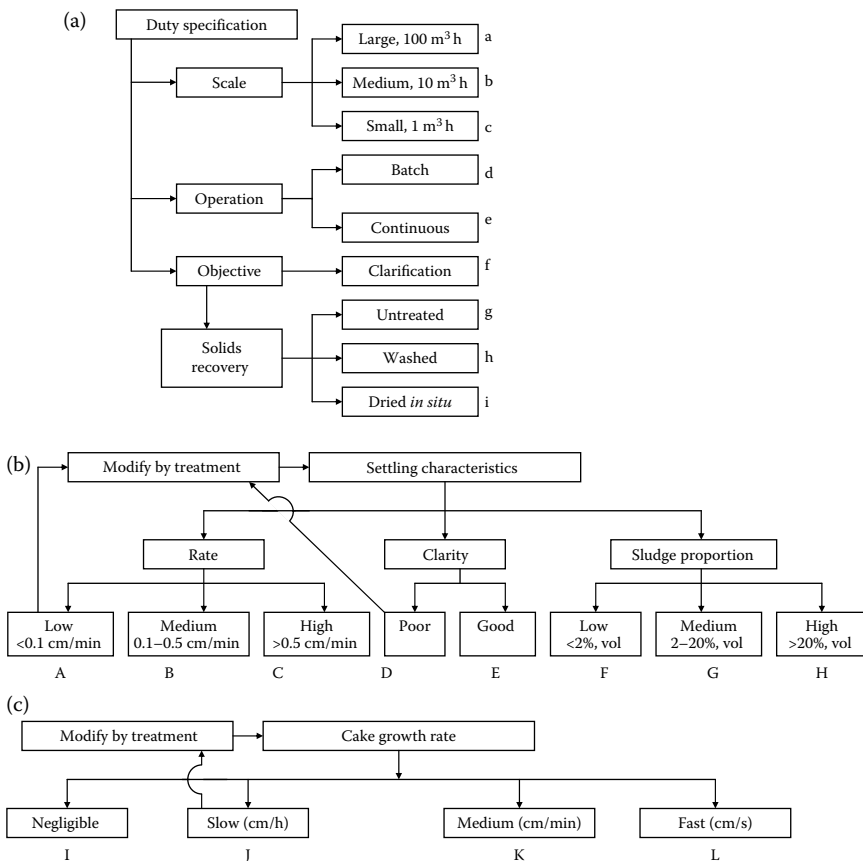 (a)
Duty specification
Scale
Large, 100 m³ h
a
Medium, 10 m³ h
b
Small, 1 m³ h
c
Operation
Batch
d
Continuous
e
Objective
Clarification
f
Solids
recovery
Untreated
g
Washed
h
Dried in situ
i
(b)
Modify by treatment
Settling characteristics
Rate
Clarity
Sludge proportion
Low
<0.1 cm/min
Medium
0.1–0.5 cm/min
High
>0.5 cm/min
Poor
Good
Low
<2%, vol
Medium
2–20%, vol
High
>20%, vol
A
B
C
D
E
F
G
H
(c)
Modify by treatment
Cake growth rate
Negligible
Slow (cm/h)
Medium (cm/min)
Fast (cm/s)
I
J
K
L